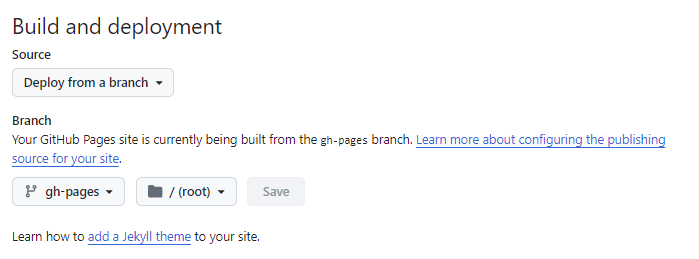 Build and deployment
Source
Deploy from a branch
Branch
Your GitHub Pages site is currently being built from the gh-pages branch. Learn more about configuring the publishing
source for your site.
gh-pages / (root) Save
Learn how to add a Jekyll theme to your site.